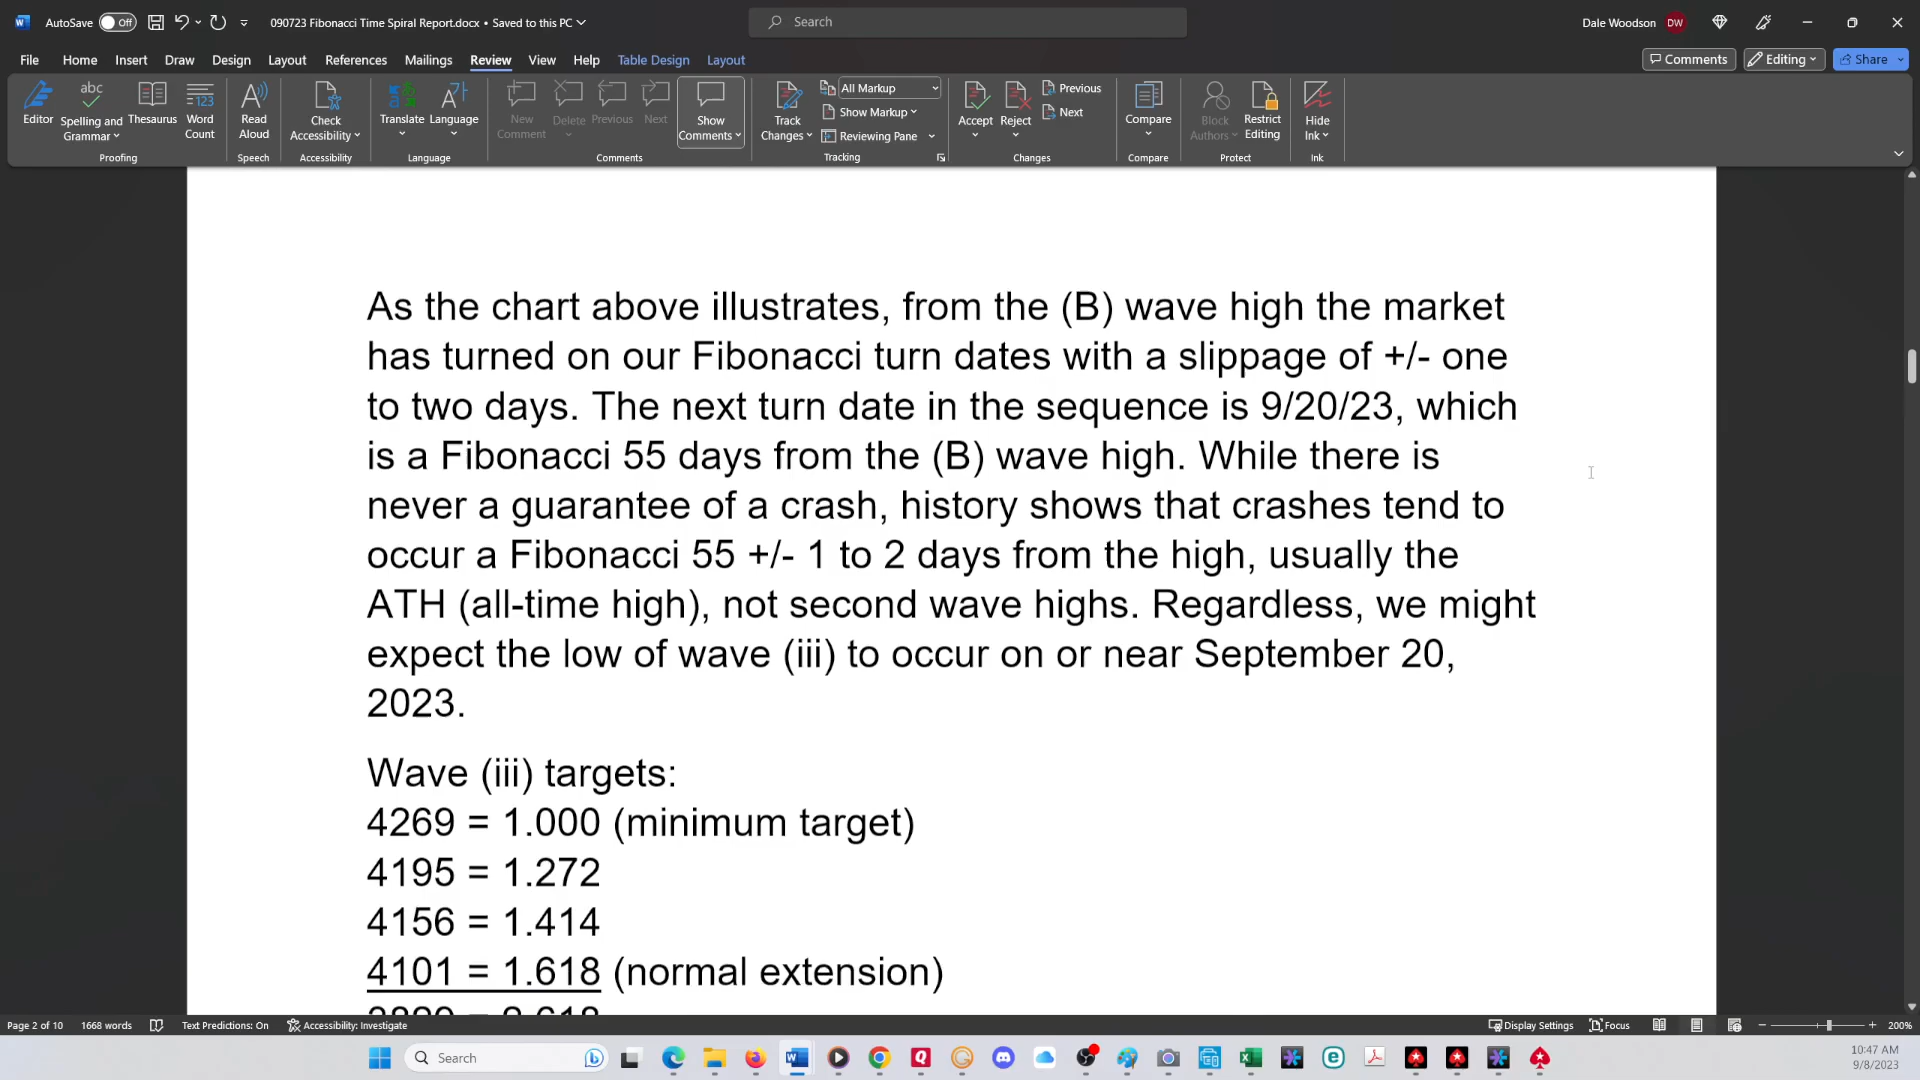 AutoSave Off 090723 Fibonacci Time Spiral Report.docx • Saved to this PC Search Dale Woodson DW
File Home Insert Draw Design Layout References Mailings Review View Help Table Design Layout Comments Editing Share
Editor
abc Spelling and Grammar
Thesaurus
123 Word Count
Proofing
Read Aloud
Speech
Check Accessibility
Accessibility
Translate
Language
Language
New Comment
Delete
Previous
Next
Show Comments
Comments
Track Changes
All Markup
Show Markup
Reviewing Pane
Tracking
Accept
Reject
Previous
Next
Changes
Compare
Compare
Block Authors
Restrict Editing
Protect
Hide Ink
Ink
As the chart above illustrates, from the (B) wave high the market
has turned on our Fibonacci turn dates with a slippage of +/- one
to two days. The next turn date in the sequence is 9/20/23, which
is a Fibonacci 55 days from the (B) wave high. While there is
never a guarantee of a crash, history shows that crashes tend to
occur a Fibonacci 55 +/- 1 to 2 days from the high, usually the
ATH (all-time high), not second wave highs. Regardless, we might
expect the low of wave (iii) to occur on or near September 20,
2023.
Wave (iii) targets:
4269 = 1.000 (minimum target)
4195 = 1.272
4156 = 1.414
4101 = 1.618 (normal extension)
Page 2 of 10 1668 words Text Predictions: On Accessibility: Investigate Display Settings Focus 200%
Search
10:47 AM
9/8/2023